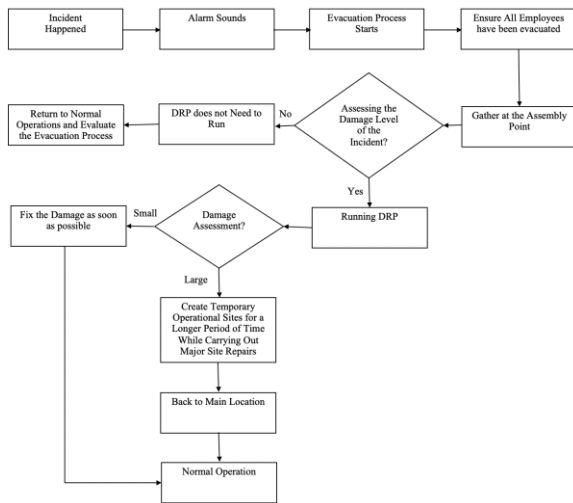 Incident
Happened
Alarm Sounds
Evacuation Process
Starts
Ensure All Employees
have been evacuated
Return to Normal
Operations and Evaluate
the Evacuation Process
DRP does not Need to
Run
No
Assessing the
Damage Level
of the
Incident?
Gather at the Assembly
Point
Yes
Fix the Damage as soon
as possible
Small
Damage
Assessment?
Running DRP
Large
Create Temporary
Operational Sites for a
Longer Period of Time
While Carrying Out
Major Site Repairs
Back to Main Location
Normal Operation